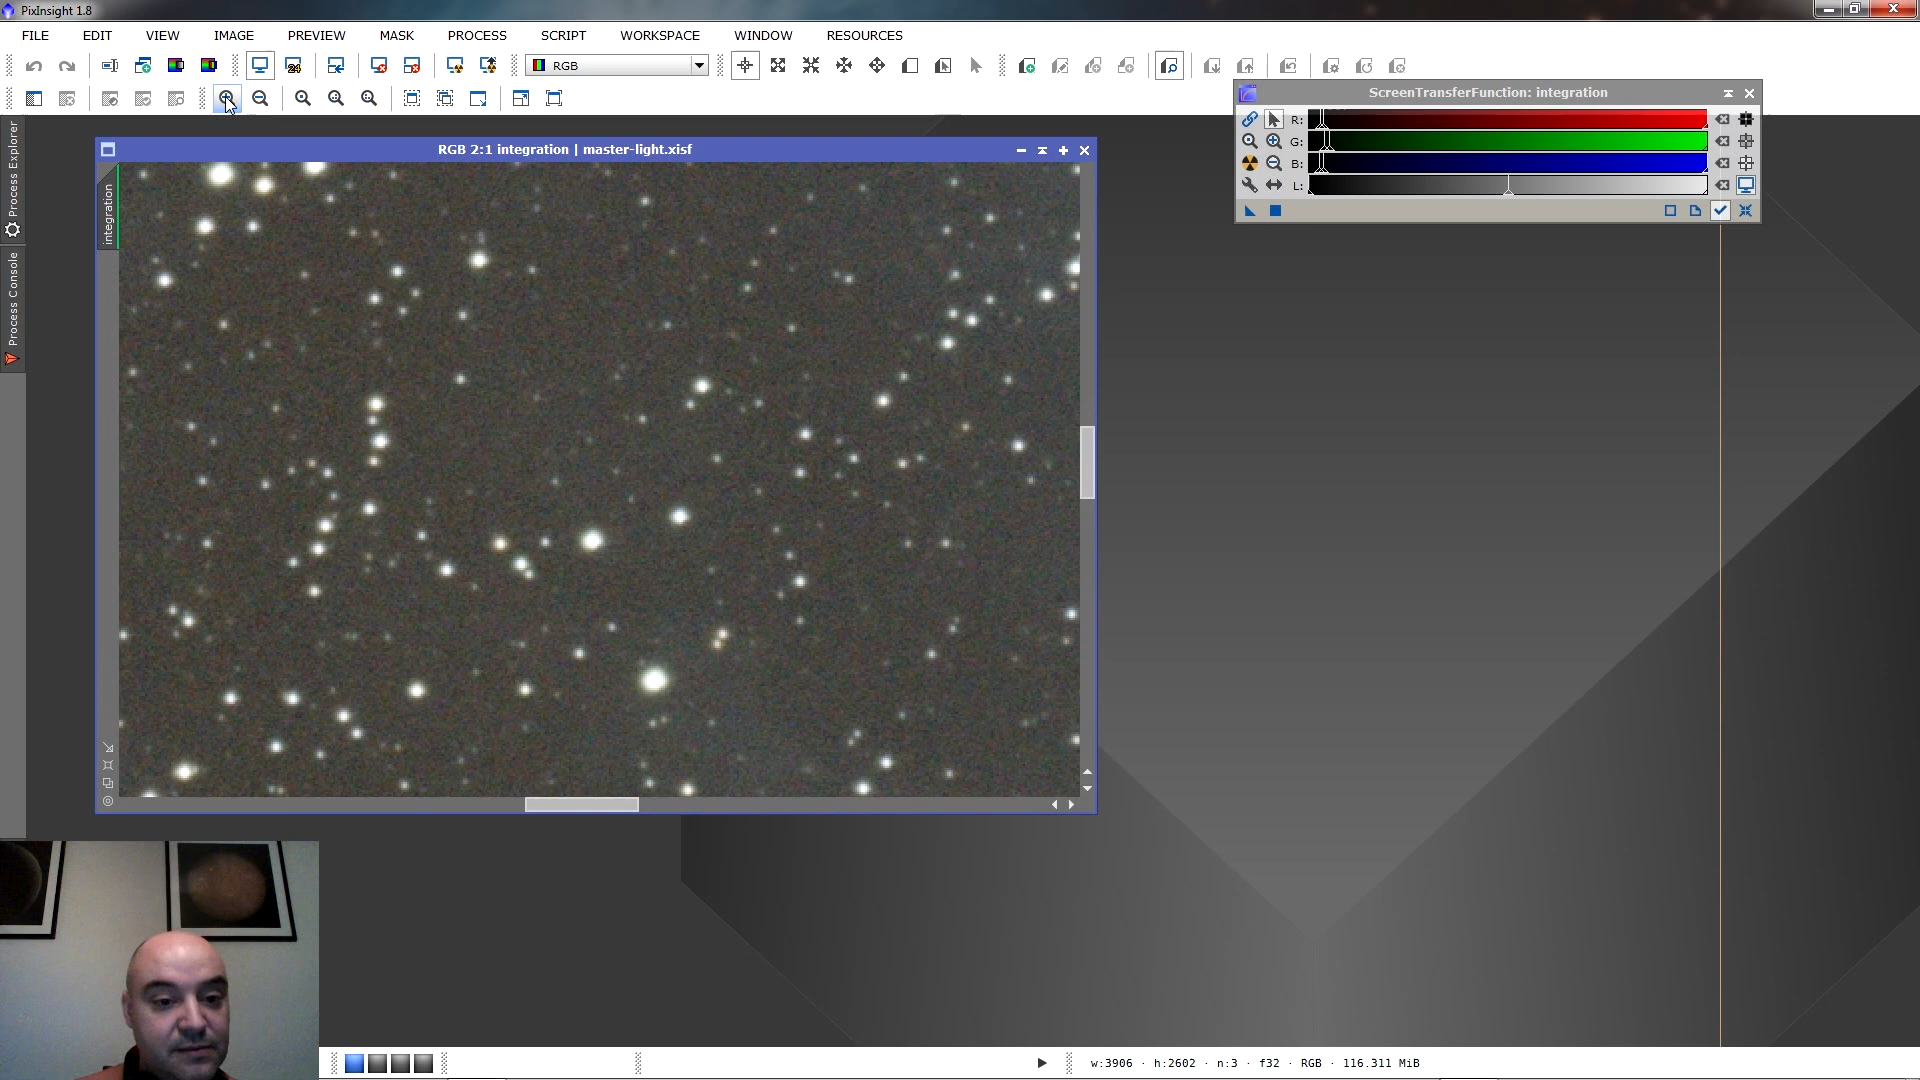 PixInsight 1.8
FILE EDIT VIEW IMAGE PREVIEW MASK PROCESS SCRIPT WORKSPACE WINDOW RESOURCES
24
RGB
ScreenTransferFunction: integration
R:
G:
B:
L:
Process Explorer
Process Console
RGB 2:1 integration | master-light.xisf
integration
w:3906 · h:2602 · n:3 · f32 · RGB · 116.311 MiB